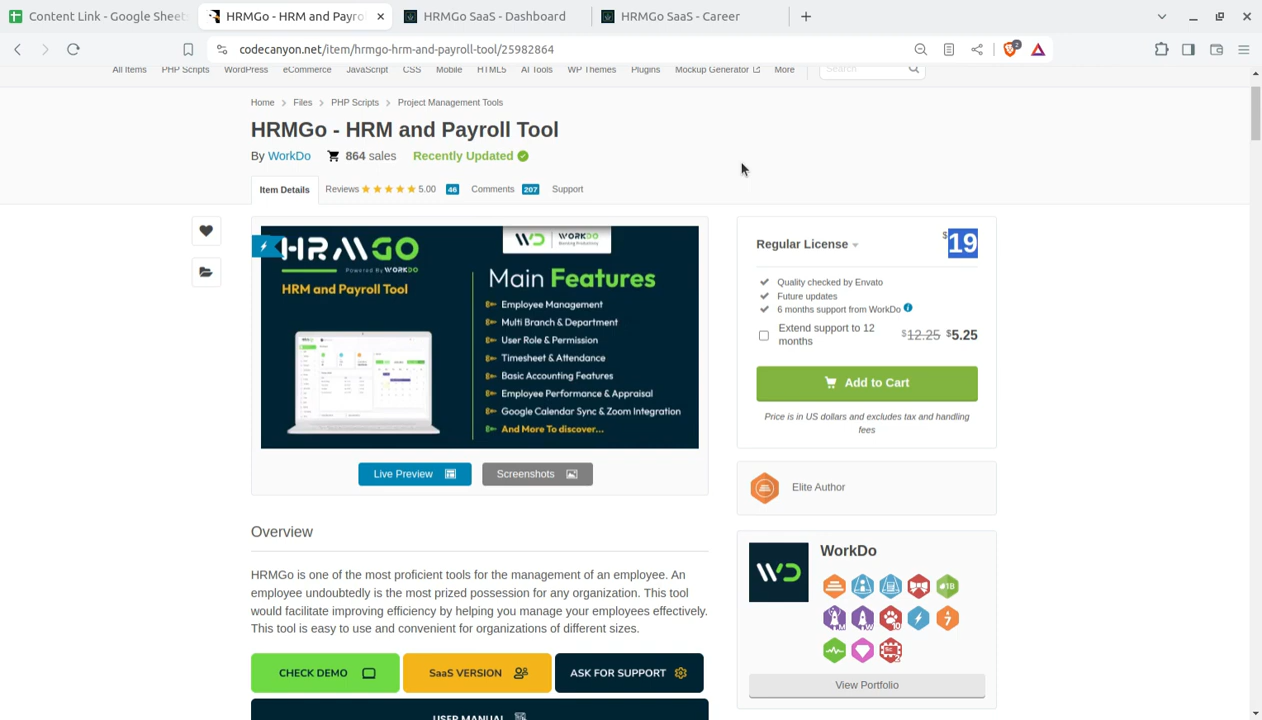 Content Link - Google Sheets
HRMGo - HRM and Payro
HRMGo SaaS - Dashboard
HRMGo SaaS - Career
codecanyon.net/item/hrmgo-hrm-and-payroll-tool/25982864
2
All Items PHP Scripts WordPress eCommerce JavaScript CSS Mobile HTML5 AI Tools WP Themes Plugins Mockup Generator More Search
Home > Files > PHP Scripts > Project Management Tools
HRMGo - HRM and Payroll Tool
By WorkDo 864 sales Recently Updated
Item Details Reviews 5.00 46 Comments 207 Support
HRMGO
Powered By WORKDO
HRM and Payroll Tool
WORKDO
Main Features
Employee Management
Multi Branch & Department
User Role & Permission
Timesheet & Attendance
Basic Accounting Features
Employee Performance & Appraisal
Google Calendar Sync & Zoom Integration
And More To discover...
Live Preview Screenshots
Regular License $19
Quality checked by Envato
Future updates
6 months support from WorkDo
Extend support to 12 months $12.25 $5.25
Add to Cart
Price is in US dollars and excludes tax and handling
fees
Elite Author
WorkDo
View Portfolio
Overview
HRMGo is one of the most proficient tools for the management of an employee. An
employee undoubtedly is the most prized possession for any organization. This tool
would facilitate improving efficiency by helping you manage your employees effectively.
This tool is easy to use and convenient for organizations of different sizes.
CHECK DEMO SaaS VERSION ASK FOR SUPPORT
USER MANUAL